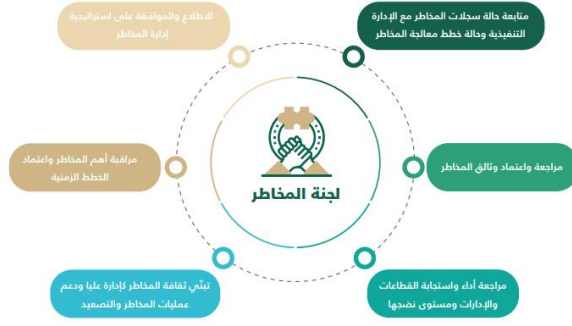 متابعة حالة سجلات المخاطر مع الإدارة
التنفيذية وحالة خطط معالجة المخاطر
الاطلاع والموافقة على استراتيجية
إدارة المخاطر
مراجعة واعتماد وثائق المخاطر
مراقبة أهم المخاطر واعتماد
الخطط الزمنية
لجنة المخاطر
مراجعة أداء واستجابة القطاعات
والإدارات ومستوى نضجها
تبنّي ثقافة المخاطر كإدارة عليا ودعم
عمليات المخاطر والتصعيد